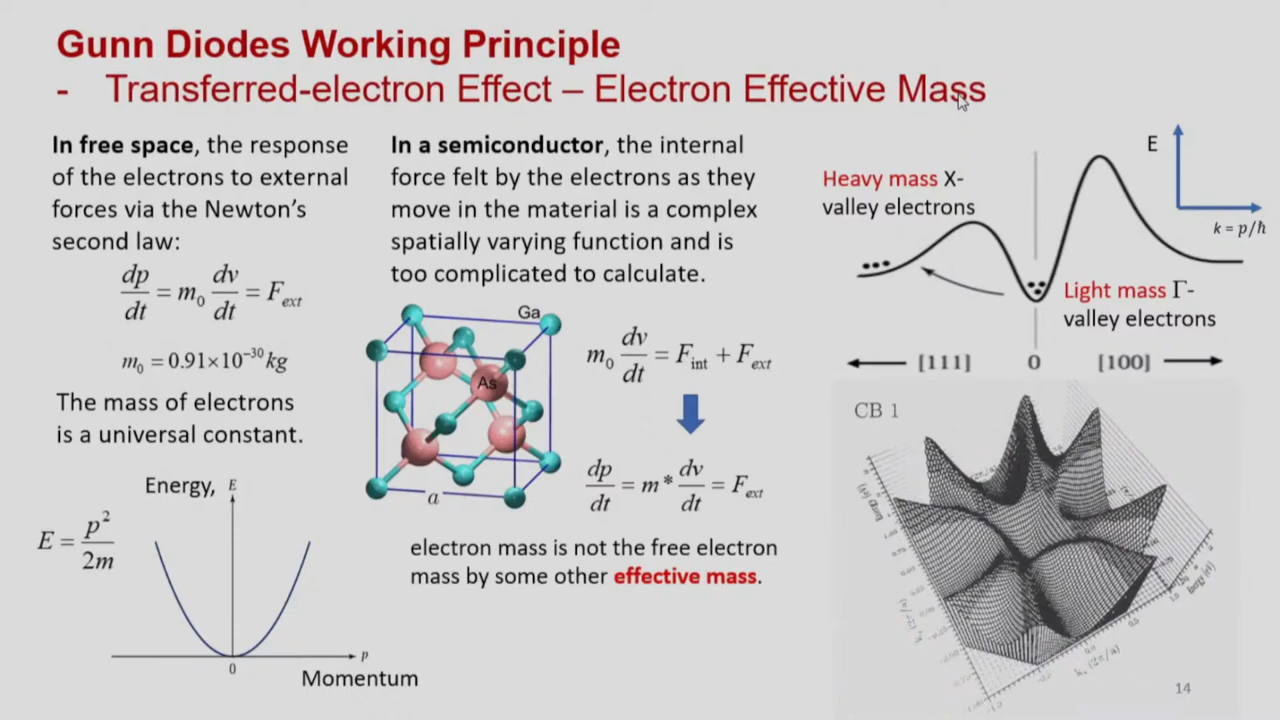 Gunn Diodes Working Principle
- Transferred-electron Effect – Electron Effective Mass
In free space, the response
of the electrons to external
forces via the Newton's
second law:
dp/dt = m₀ dv/dt = F_ext
m₀ = 0.91×10⁻³⁰ kg
The mass of electrons
is a universal constant.
Energy, E
E = p²/2m
0
p
Momentum
In a semiconductor, the internal
force felt by the electrons as they
move in the material is a complex
spatially varying function and is
too complicated to calculate.
Ga
As
a
m₀ dv/dt = F_int + F_ext
dp/dt = m* dv/dt = F_ext
electron mass is not the free electron
mass by some other effective mass.
E
k = p/ħ
Heavy mass X-
valley electrons
Light mass Γ-
valley electrons
[111] 0 [100]
CB 1
14